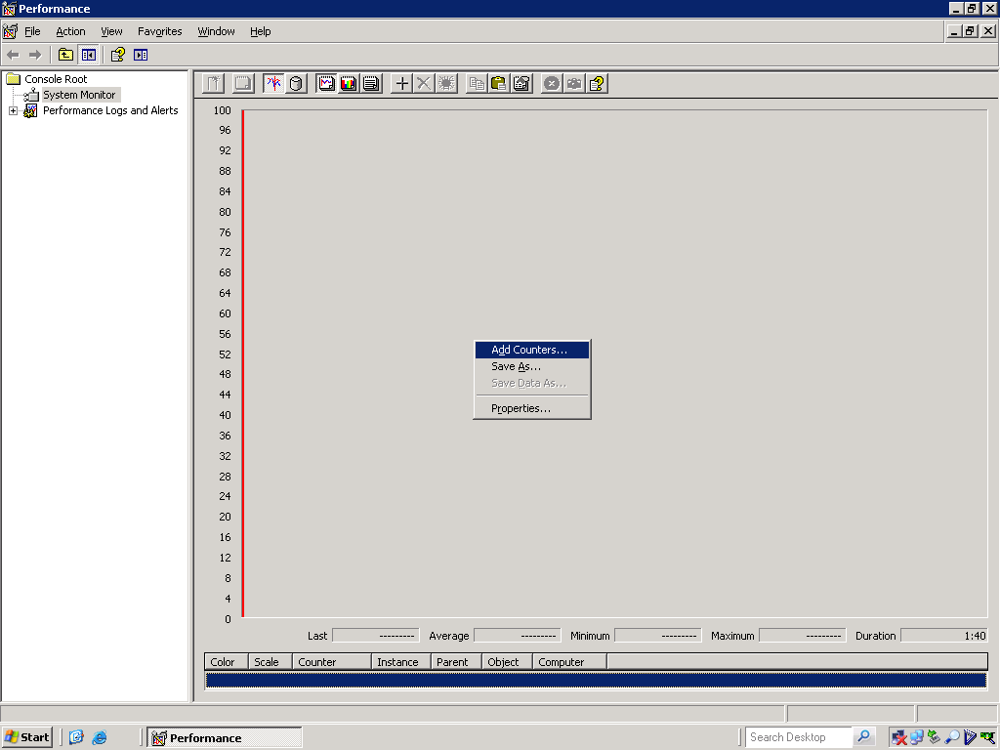 Performance
File Action View Favorites Window Help
Console Root
System Monitor
Performance Logs and Alerts
100
96
92
88
84
80
76
72
68
64
60
56
52
48
44
40
36
32
28
24
20
16
12
8
4
0
Add Counters...
Save As...
Save Data As...
Properties...
Last --------- Average --------- Minimum --------- Maximum --------- Duration 1:40
Color Scale Counter Instance Parent Object Computer
Start Performance Search Desktop